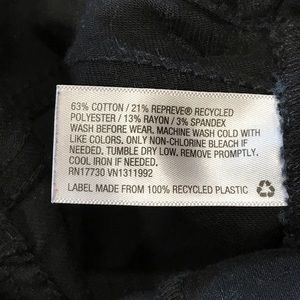 63% COTTON / 21% REPREVE® RECYCLED
POLYESTER / 13% RAYON / 3% SPANDEX
WASH BEFORE WEAR. MACHINE WASH COLD WITH
LIKE COLORS. ONLY NON-CHLORINE BLEACH IF
NEEDED. TUMBLE DRY LOW. REMOVE PROMPTLY.
COOL IRON IF NEEDED.
RN17730 VN1311992
LABEL MADE FROM 100% RECYCLED PLASTIC